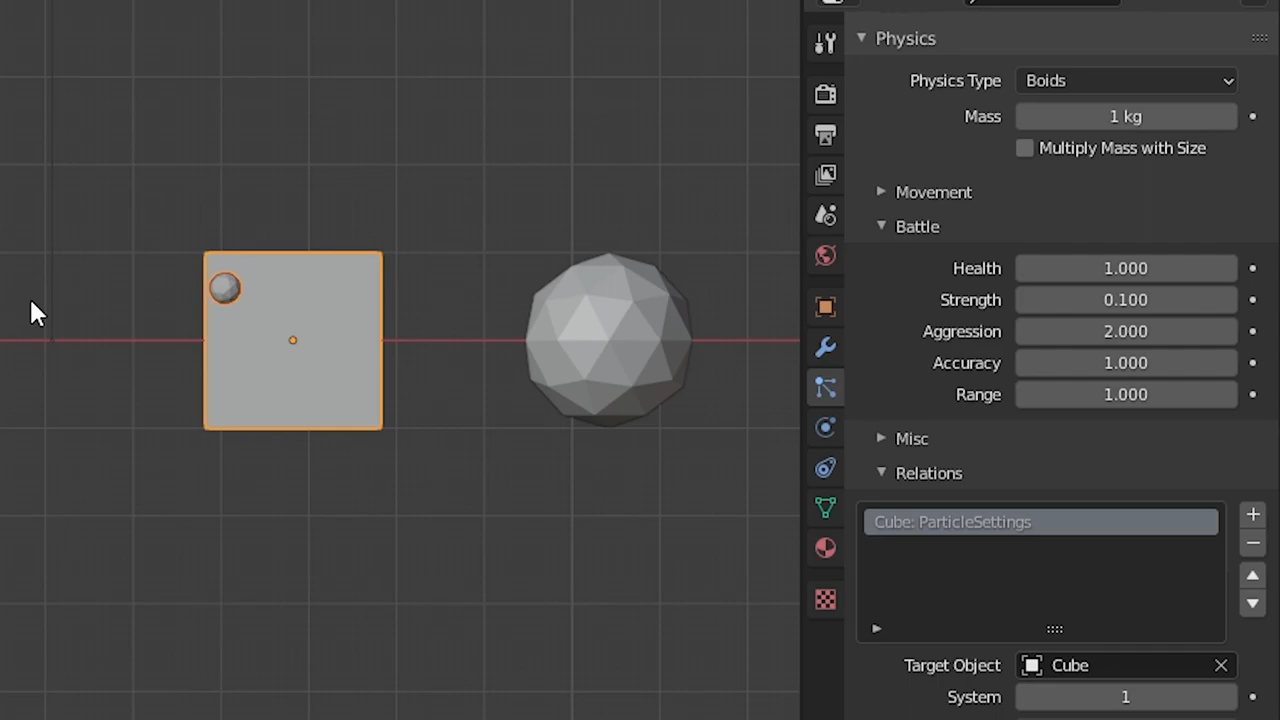 Physics
Physics Type Boids
Mass 1 kg
Multiply Mass with Size
Movement
Battle
Health 1.000
Strength 0.100
Aggression 2.000
Accuracy 1.000
Range 1.000
Misc
Relations
Cube: ParticleSettings
Target Object Cube
System 1